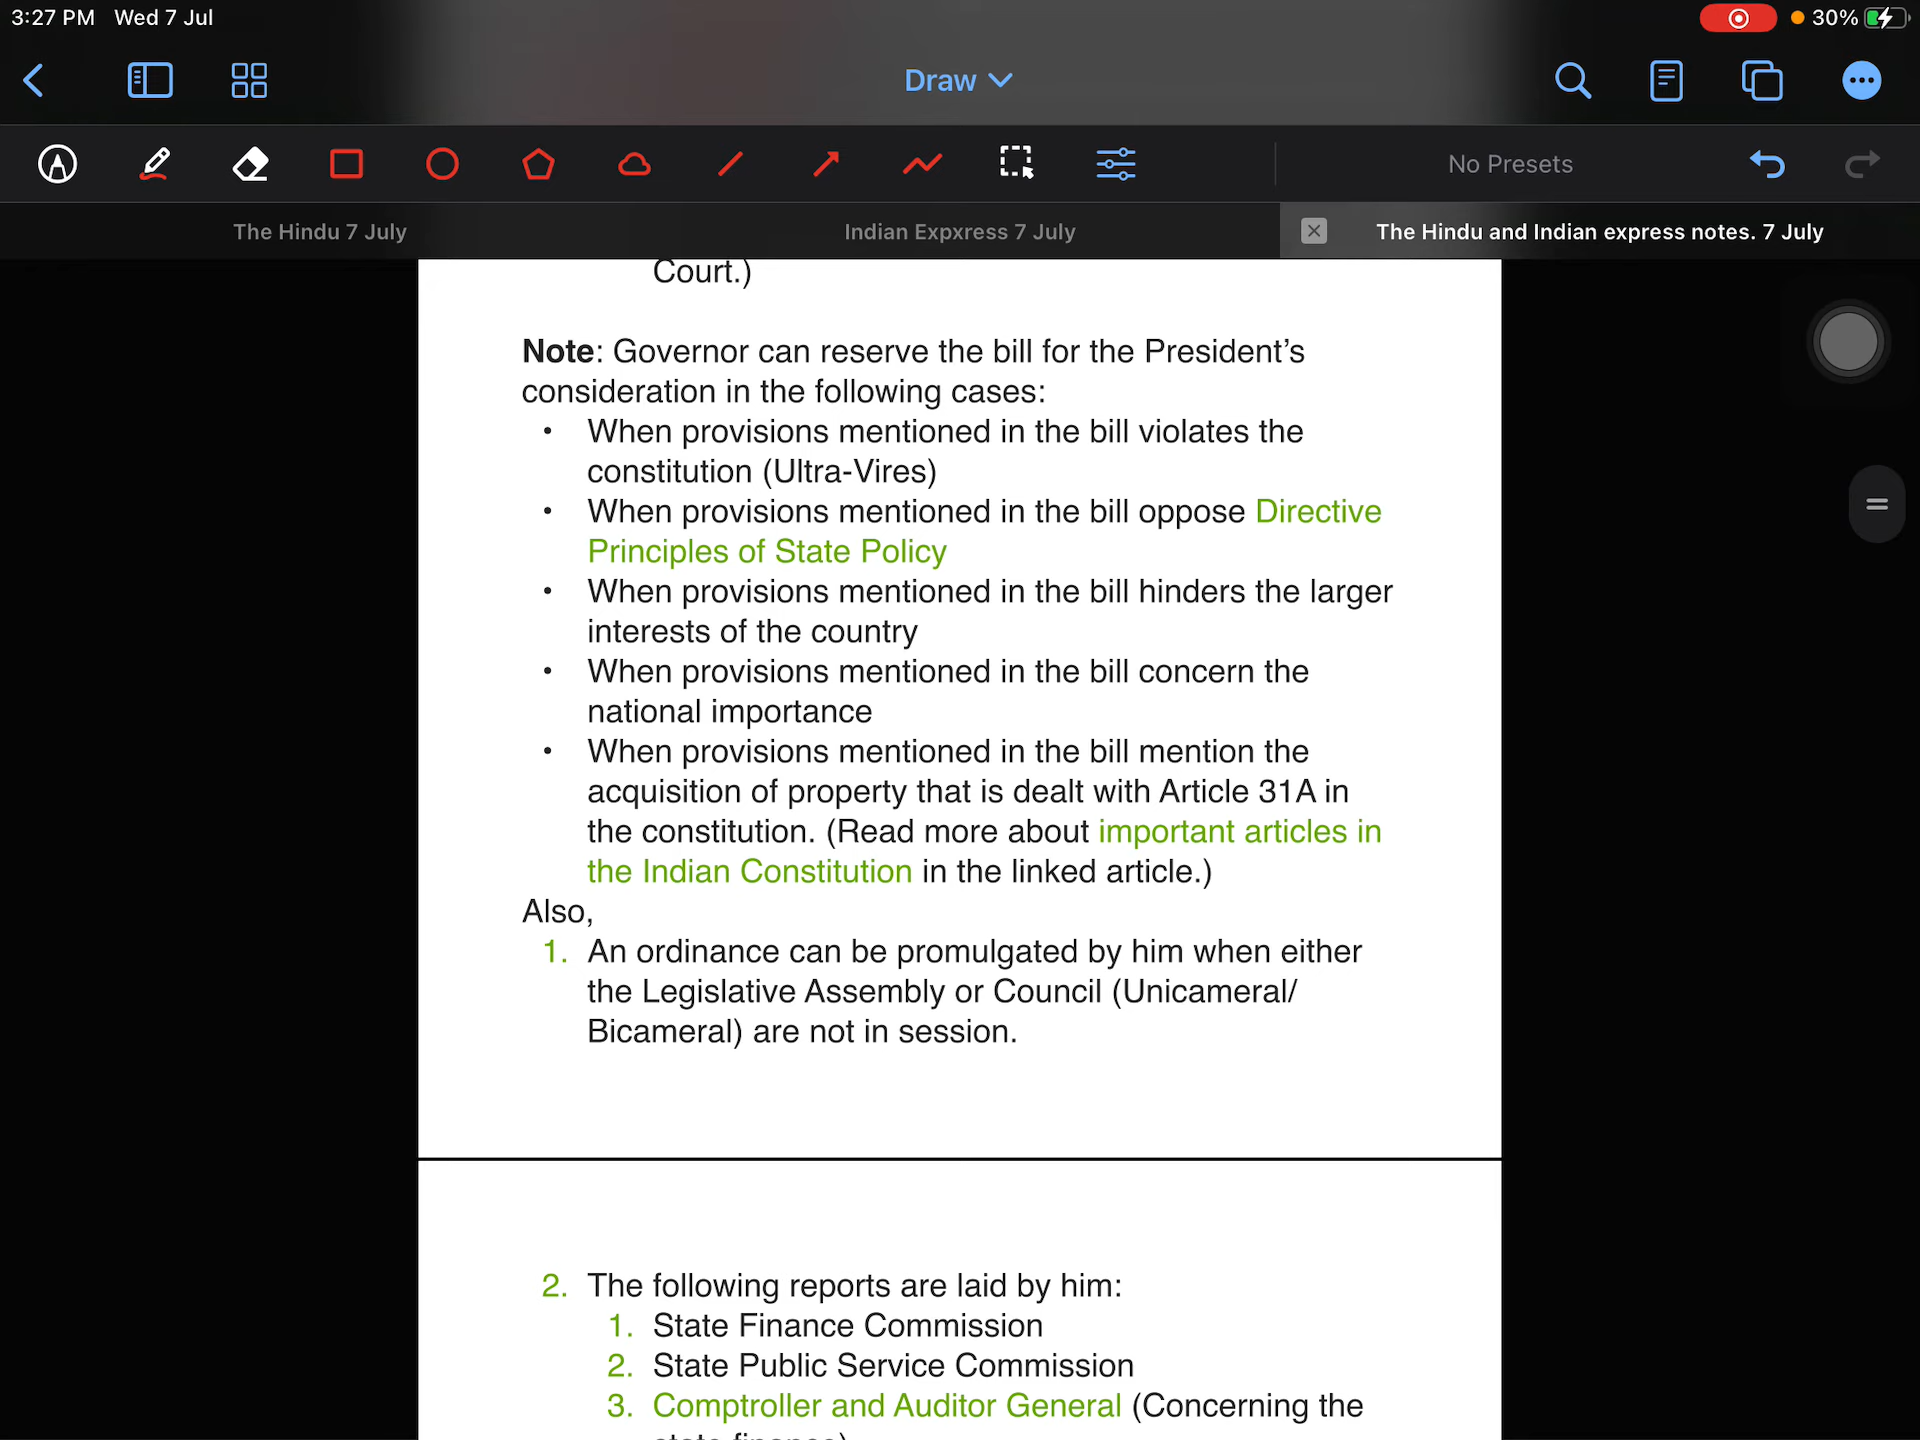 3:27 PM Wed 7 Jul
30%
Draw
No Presets
The Hindu 7 July
Indian Expxress 7 July
The Hindu and Indian express notes. 7 July
Court.)
Note: Governor can reserve the bill for the President's
consideration in the following cases:
• When provisions mentioned in the bill violates the
constitution (Ultra-Vires)
• When provisions mentioned in the bill oppose Directive
Principles of State Policy
• When provisions mentioned in the bill hinders the larger
interests of the country
• When provisions mentioned in the bill concern the
national importance
• When provisions mentioned in the bill mention the
acquisition of property that is dealt with Article 31A in
the constitution. (Read more about important articles in
the Indian Constitution in the linked article.)
Also,
1. An ordinance can be promulgated by him when either
the Legislative Assembly or Council (Unicameral/
Bicameral) are not in session.
2. The following reports are laid by him:
1. State Finance Commission
2. State Public Service Commission
3. Comptroller and Auditor General (Concerning the
state finance)